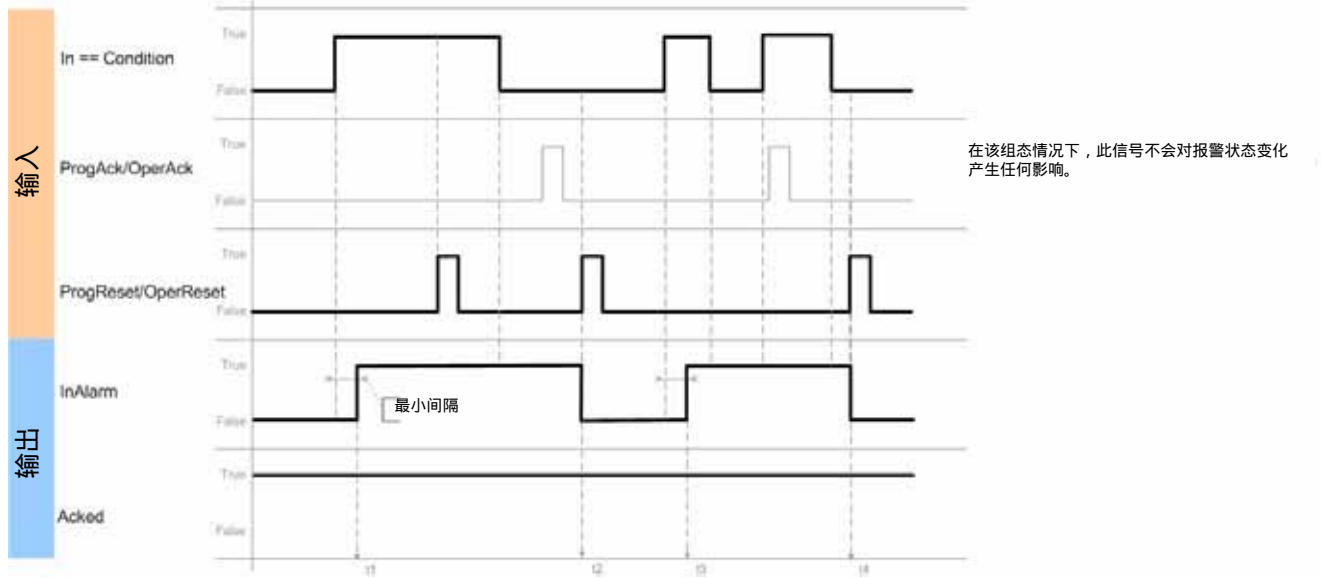 输入
In == Condition
True
False
ProgAck/OperAck
True
False
在该组态情况下，此信号不会对报警状态变化
产生任何影响。
ProgReset/OperReset
True
False
输出
InAlarm
True
False
最小间隔
Acked
True
False
t1
t2
t3
t4